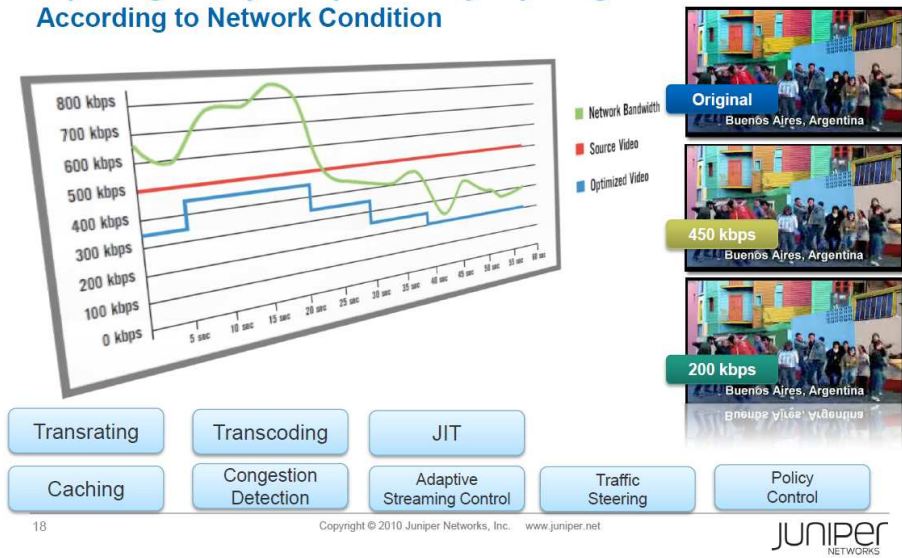 According to Network Condition
800 kbps
700 kbps
600 kbps
500 kbps
400 kbps
300 kbps
200 kbps
100 kbps
0 kbps
5 sec
10 sec
15 sec
20 sec
25 sec
30 sec
35 sec
40 sec
45 sec
50 sec
55 sec
60 sec
Network Bandwidth
Source Video
Optimized Video
Original
Buenos Aires, Argentina
450 kbps
Buenos Aires, Argentina
200 kbps
Buenos Aires, Argentina
Transrating
Transcoding
JIT
Caching
Congestion
Detection
Adaptive
Streaming Control
Traffic
Steering
Policy
Control
18
Copyright © 2010 Juniper Networks, Inc. www.juniper.net
JUNIPER
NETWORKS